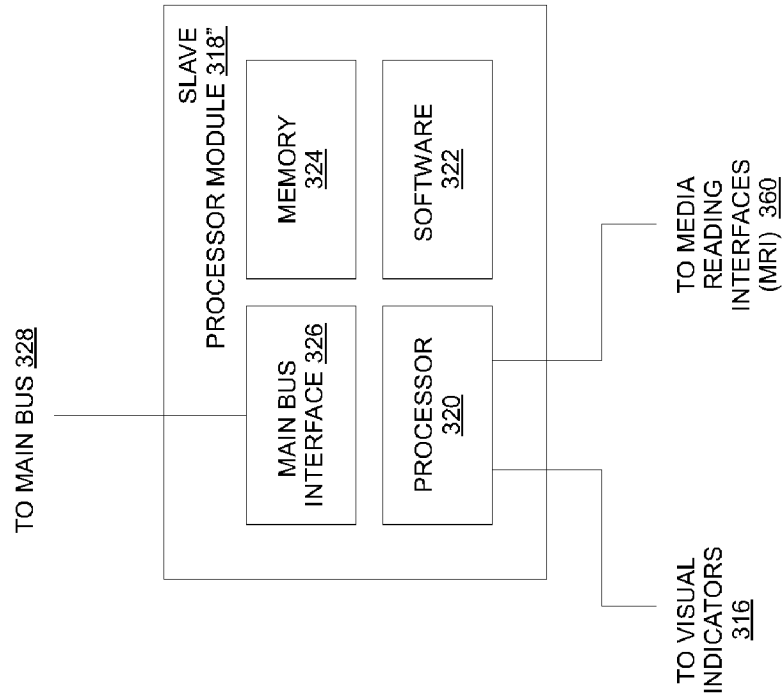 TO MAIN BUS 328
SLAVE
PROCESSOR MODULE 318"
MAIN BUS
INTERFACE 326
MEMORY
324
PROCESSOR
320
SOFTWARE
322
TO VISUAL
INDICATORS
316
TO MEDIA
READING
INTERFACES
(MRI) 360